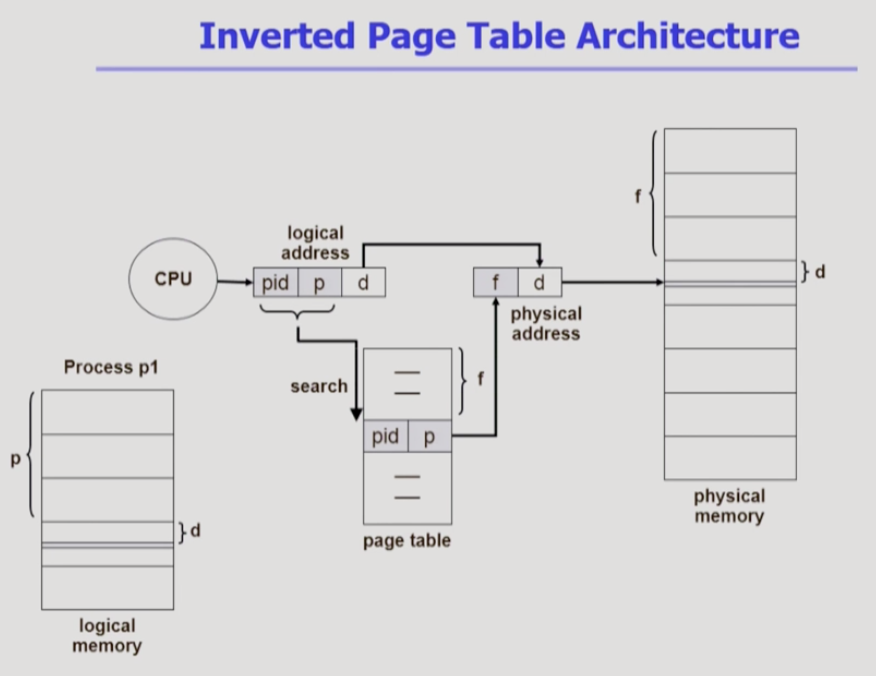 Inverted Page Table Architecture
logical
address
CPU
pid p d
f d
physical
address
f
} d
physical
memory
search
f
pid p
page table
Process p1
p
} d
logical
memory